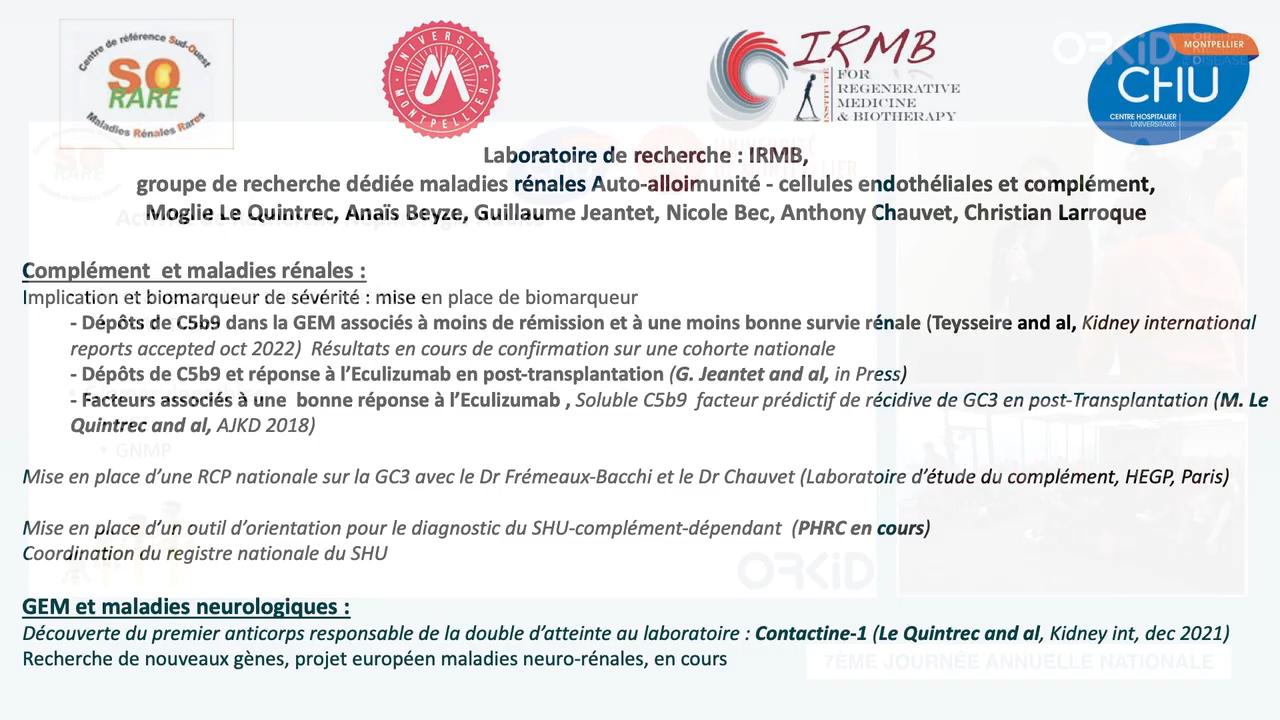 Centre de référence Sud-Ouest
SO
RARE
Maladies Rénales Rares
UNIVERSITÉ
MONTPELLIER
IRMB
INSTITUTE
FOR
REGENERATIVE
MEDICINE
& BIOTHERAPY
ORKiD
MONTPELLIER
CHU
CENTRE HOSPITALIER
UNIVERSITAIRE
Laboratoire de recherche : IRMB,
groupe de recherche dédiée maladies rénales Auto-alloimunité - cellules endothéliales et complément,
Moglie Le Quintrec, Anaïs Beyze, Guillaume Jeantet, Nicole Bec, Anthony Chauvet, Christian Larroque
Complément et maladies rénales :
Implication et biomarqueur de sévérité : mise en place de biomarqueur
- Dépôts de C5b9 dans la GEM associés à moins de rémission et à une moins bonne survie rénale (Teysseire and al, Kidney international
reports accepted oct 2022) Résultats en cours de confirmation sur une cohorte nationale
- Dépôts de C5b9 et réponse à l’Eculizumab en post-transplantation (G. Jeantet and al, in Press)
- Facteurs associés à une bonne réponse à l’Eculizumab , Soluble C5b9 facteur prédictif de récidive de GC3 en post-Transplantation (M. Le
Quintrec and al, AJKD 2018)
• GNMP
Mise en place d’une RCP nationale sur la GC3 avec le Dr Frémeaux-Bacchi et le Dr Chauvet (Laboratoire d’étude du complément, HEGP, Paris)
Mise en place d’un outil d’orientation pour le diagnostic du SHU-complément-dépendant (PHRC en cours)
Coordination du registre nationale du SHU
ORKiD
GEM et maladies neurologiques :
Découverte du premier anticorps responsable de la double d’atteinte au laboratoire : Contactine-1 (Le Quintrec and al, Kidney int, dec 2021)
Recherche de nouveaux gènes, projet européen maladies neuro-rénales, en cours
7ÈME JOURNÉE ANNUELLE NATIONALE